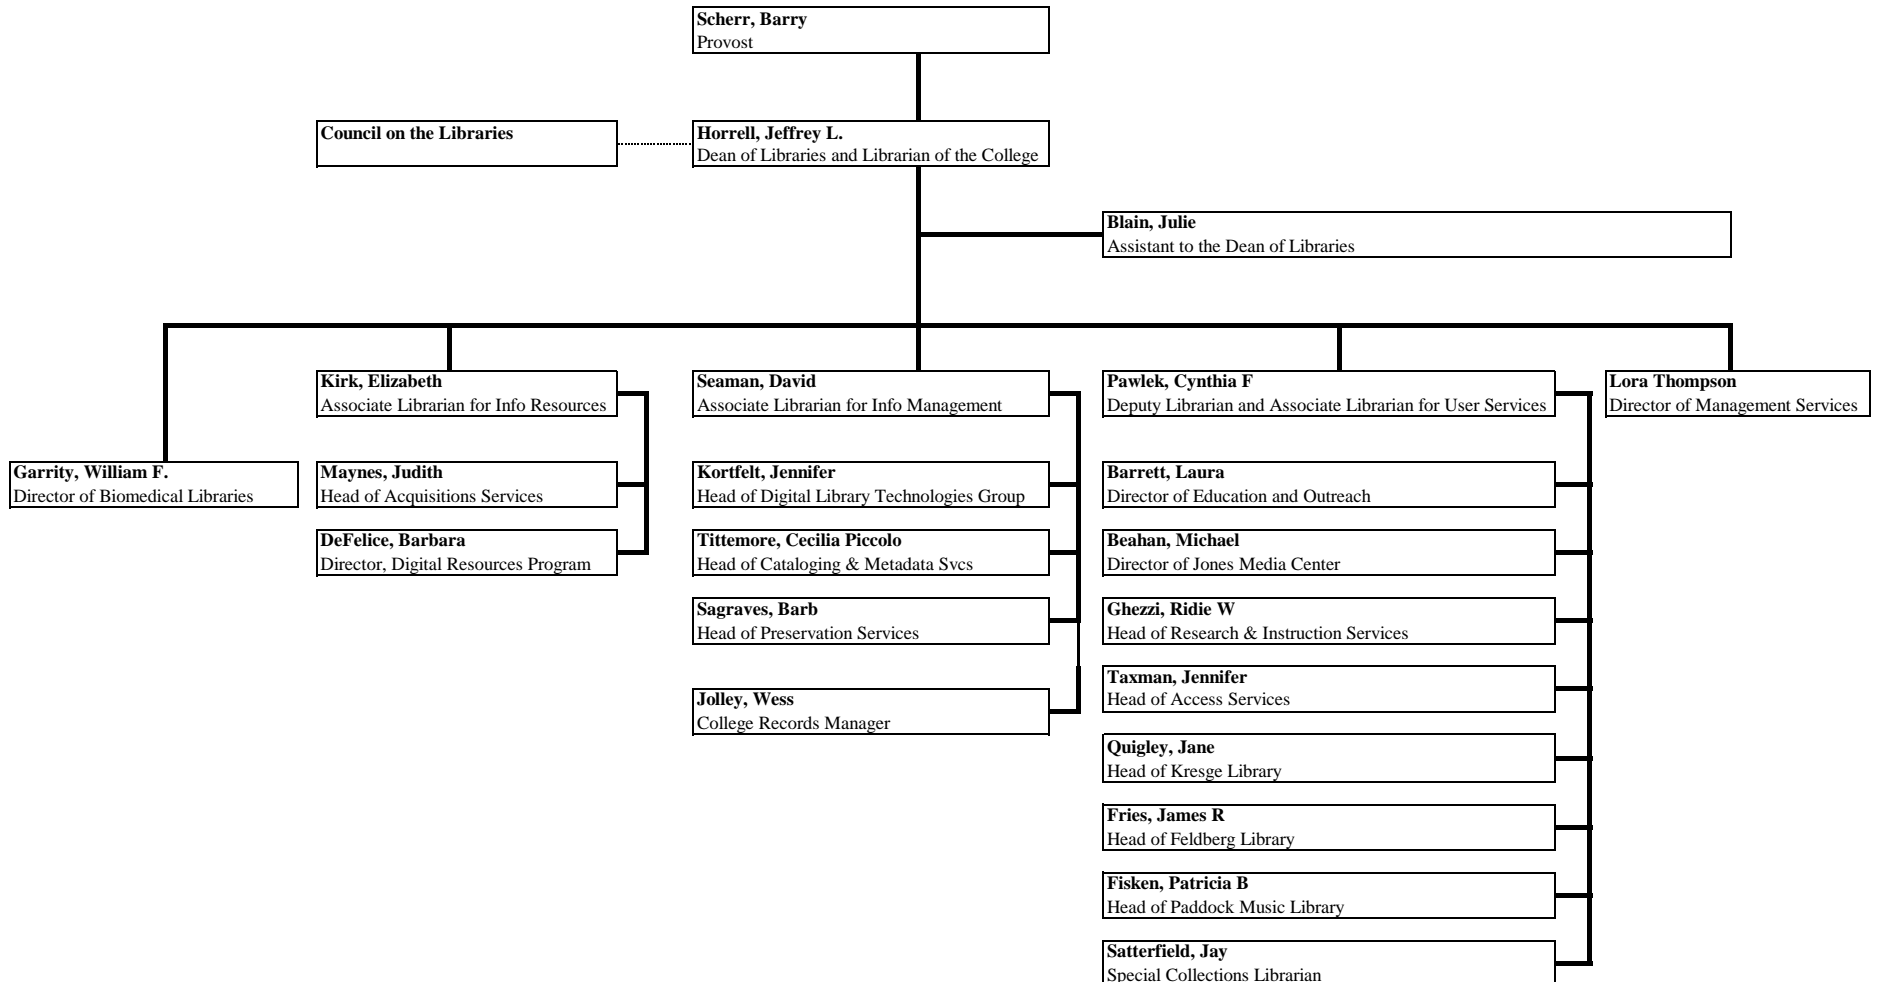 Scherr, Barry
Provost
Council on the Libraries
Horrell, Jeffrey L.
Dean of Libraries and Librarian of the College
Blain, Julie
Assistant to the Dean of Libraries
Garrity, William F.
Director of Biomedical Libraries
Kirk, Elizabeth
Associate Librarian for Info Resources
Maynes, Judith
Head of Acquisitions Services
DeFelice, Barbara
Director, Digital Resources Program
Seaman, David
Associate Librarian for Info Management
Kortfelt, Jennifer
Head of Digital Library Technologies Group
Tittemore, Cecilia Piccolo
Head of Cataloging & Metadata Svcs
Sagraves, Barb
Head of Preservation Services
Jolley, Wess
College Records Manager
Pawlek, Cynthia F
Deputy Librarian and Associate Librarian for User Services
Barrett, Laura
Director of Education and Outreach
Beahan, Michael
Director of Jones Media Center
Ghezzi, Ridie W
Head of Research & Instruction Services
Taxman, Jennifer
Head of Access Services
Quigley, Jane
Head of Kresge Library
Fries, James R
Head of Feldberg Library
Fisken, Patricia B
Head of Paddock Music Library
Satterfield, Jay
Special Collections Librarian
Lora Thompson
Director of Management Services